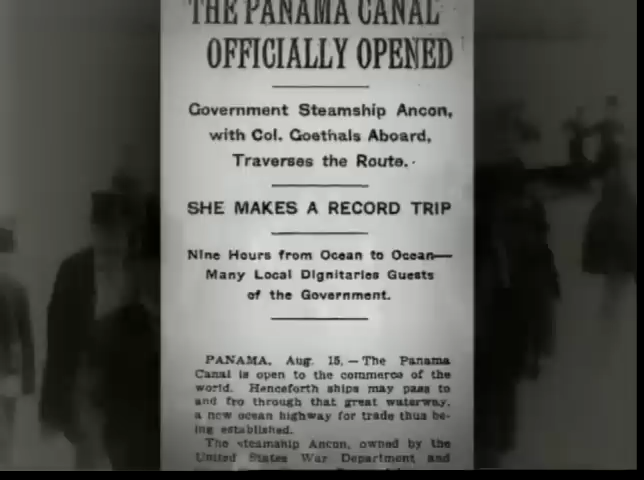 THE PANAMA CANAL
OFFICIALLY OPENED
Government Steamship Ancon,
with Col. Goethals Aboard,
Traverses the Route.
SHE MAKES A RECORD TRIP
Nine Hours from Ocean to Ocean—
Many Local Dignitaries Guests
of the Government.
PANAMA, Aug. 15.—The Panama
Canal is open to the commerce of the
world. Henceforth ships may pass to
and fro through that great waterway,
a new ocean highway for trade thus be-
ing established.
The steamship Ancon, owned by the
United States War Department and